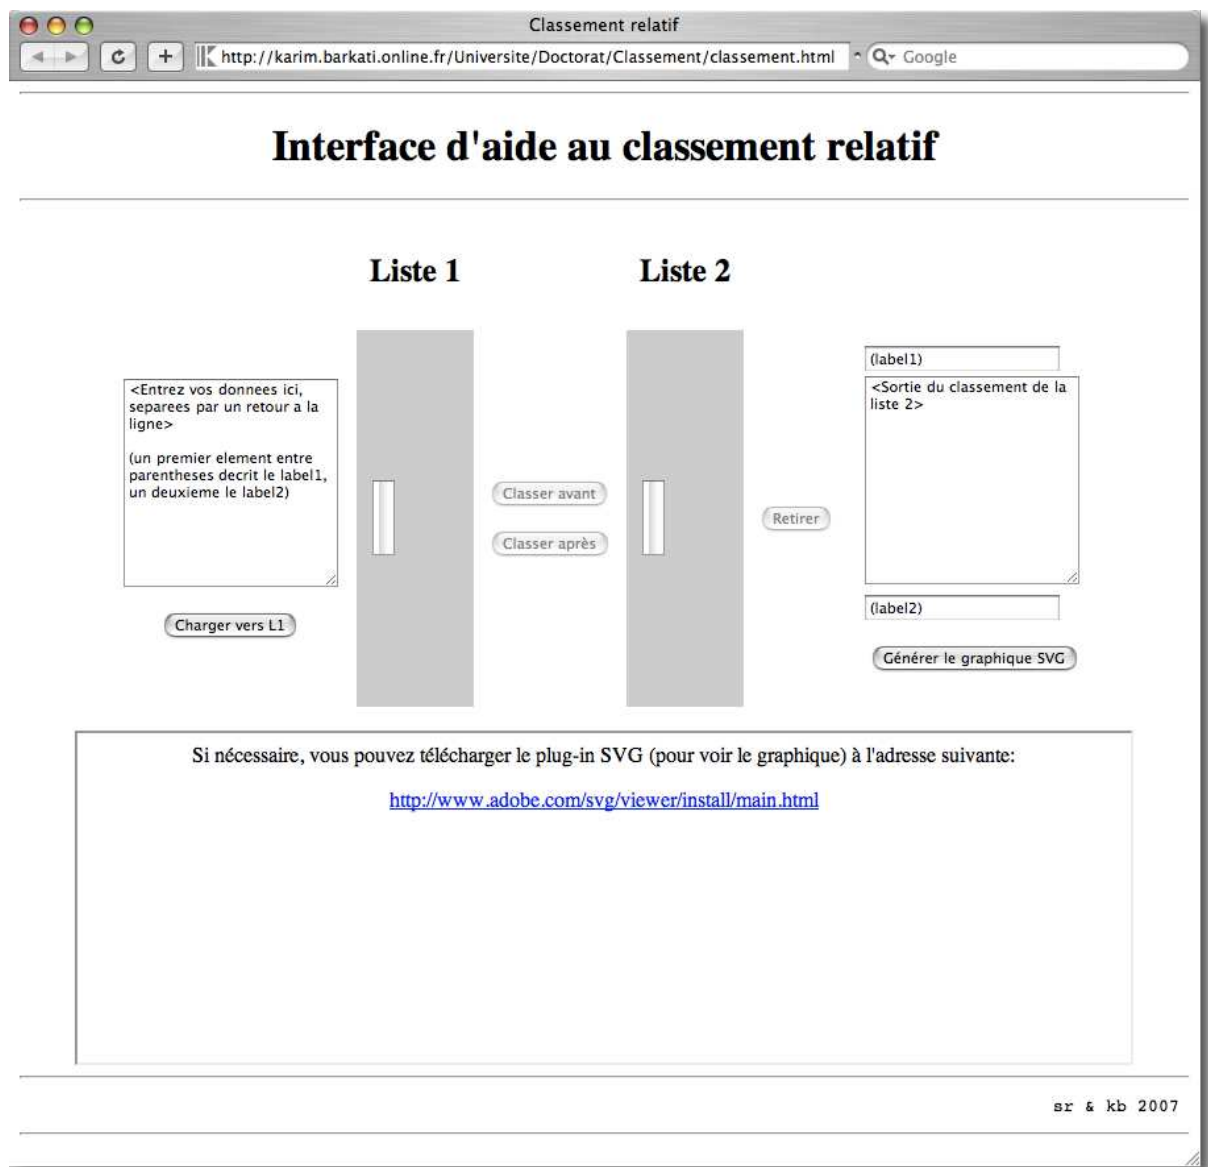 Classement relatif
http://karim.barkati.online.fr/Universite/Doctorat/Classement/classement.html
Google
Interface d'aide au classement relatif
Liste 1
Liste 2
<Entrez vos donnees ici,
separees par un retour a la
ligne>
(un premier element entre
parentheses decrit le label1,
un deuxieme le label2)
Charger vers L1
Classer avant
Classer après
Retirer
(label1)
<Sortie du classement de la
liste 2>
(label2)
Générer le graphique SVG
Si nécessaire, vous pouvez télécharger le plug-in SVG (pour voir le graphique) à l'adresse suivante:
http://www.adobe.com/svg/viewer/install/main.html
sr & kb 2007